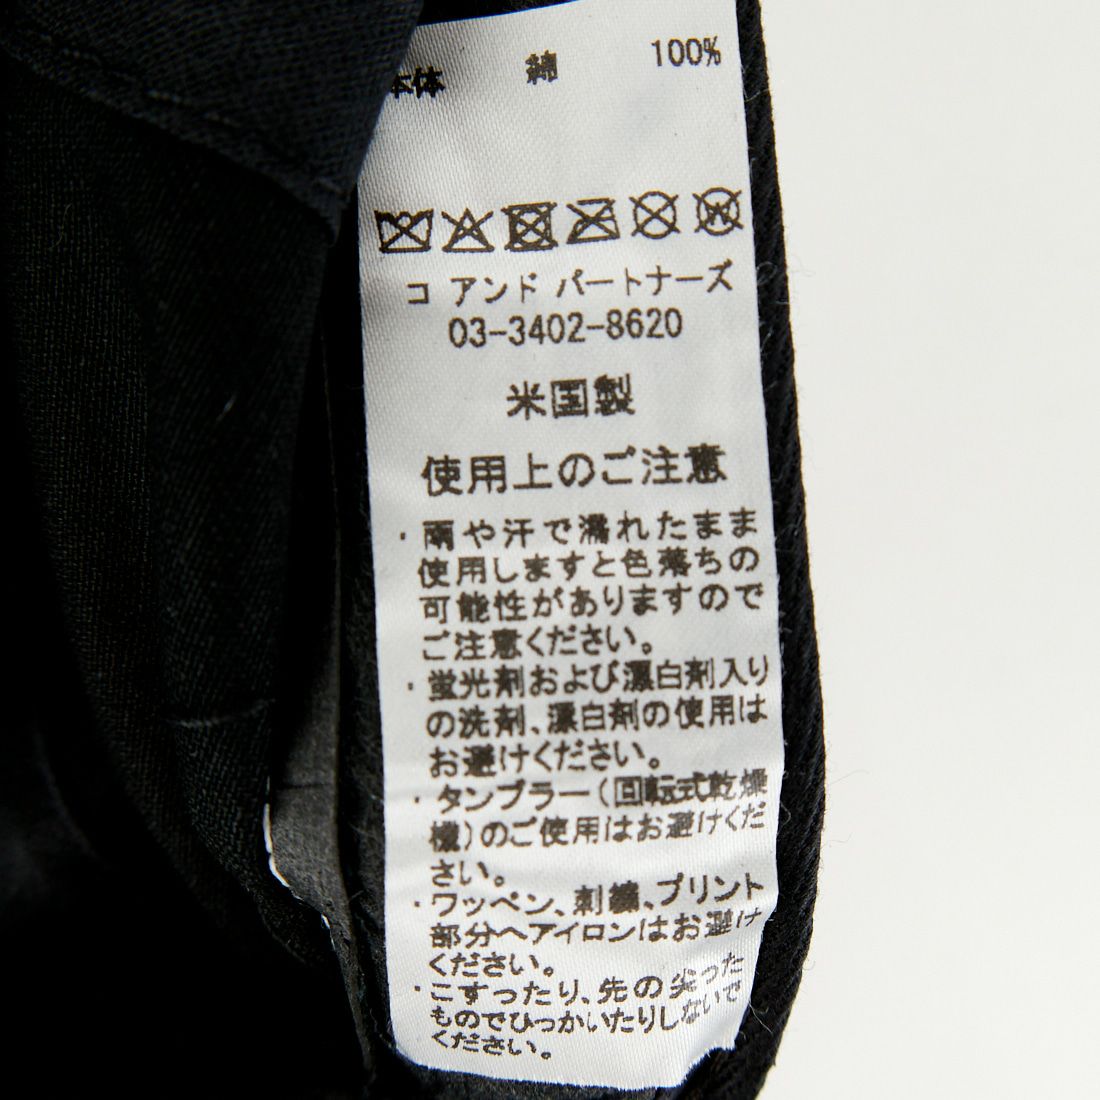 本体 綿 100%
コ アンド パートナーズ
03-3402-8620
米国製
使用上のご注意
・雨や汗で濡れたまま
使用しますと色落ちの
可能性がありますので
ご注意ください。
・蛍光剤および漂白剤入り
の洗剤、漂白剤の使用は
お避けください。
・タンブラー(回転式乾燥
機)のご使用はお避けくだ
さい。
・ワッペン、刺繍、プリント
部分へアイロンはお避け
ください。
・こすったり、先の尖った
ものでひっかいたりしないで
ください。